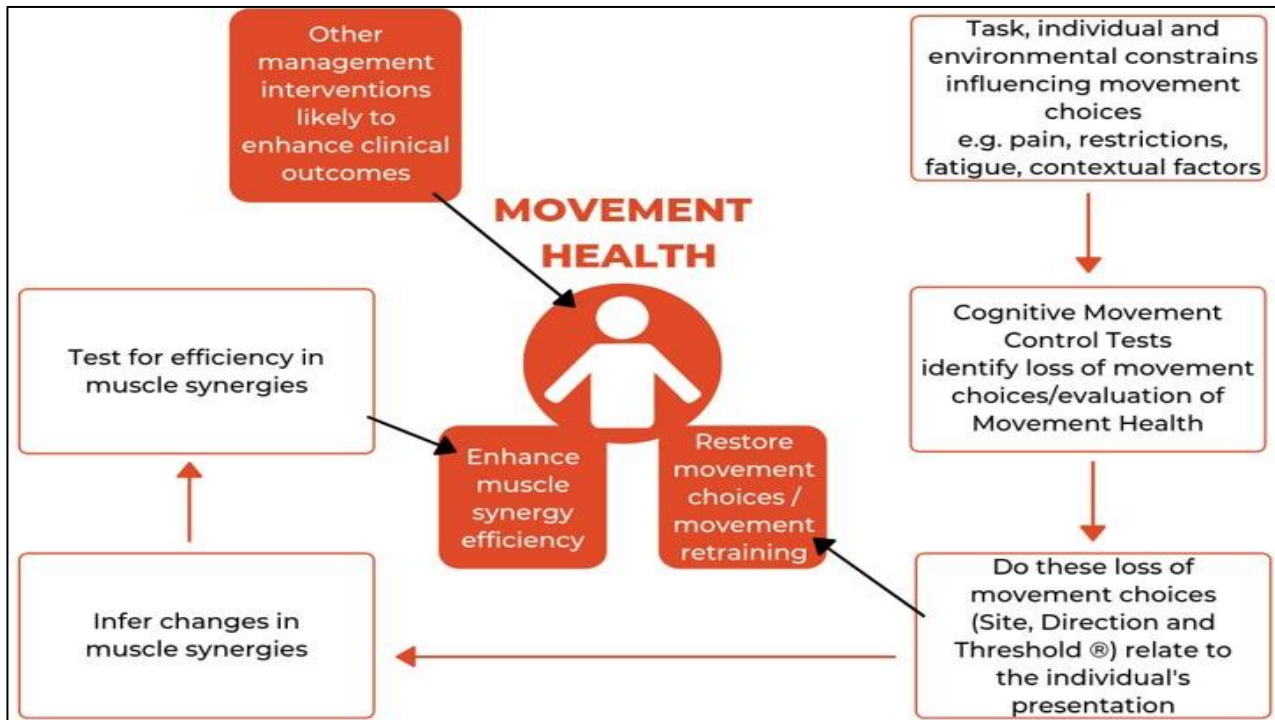 Other
management
interventions
likely to
enhance clinical
outcomes
Task, individual and
environmental constrains
influencing movement
choices
e.g. pain, restrictions,
fatigue, contextual factors
MOVEMENT
HEALTH
Test for efficiency in
muscle synergies
Cognitive Movement
Control Tests
identify loss of movement
choices/evaluation of
Movement Health
Enhance
muscle
synergy
efficiency
Restore
movement
choices /
movement
retraining
Infer changes in
muscle synergies
Do these loss of
movement choices
(Site, Direction and
Threshold ®) relate to
the individual's
presentation